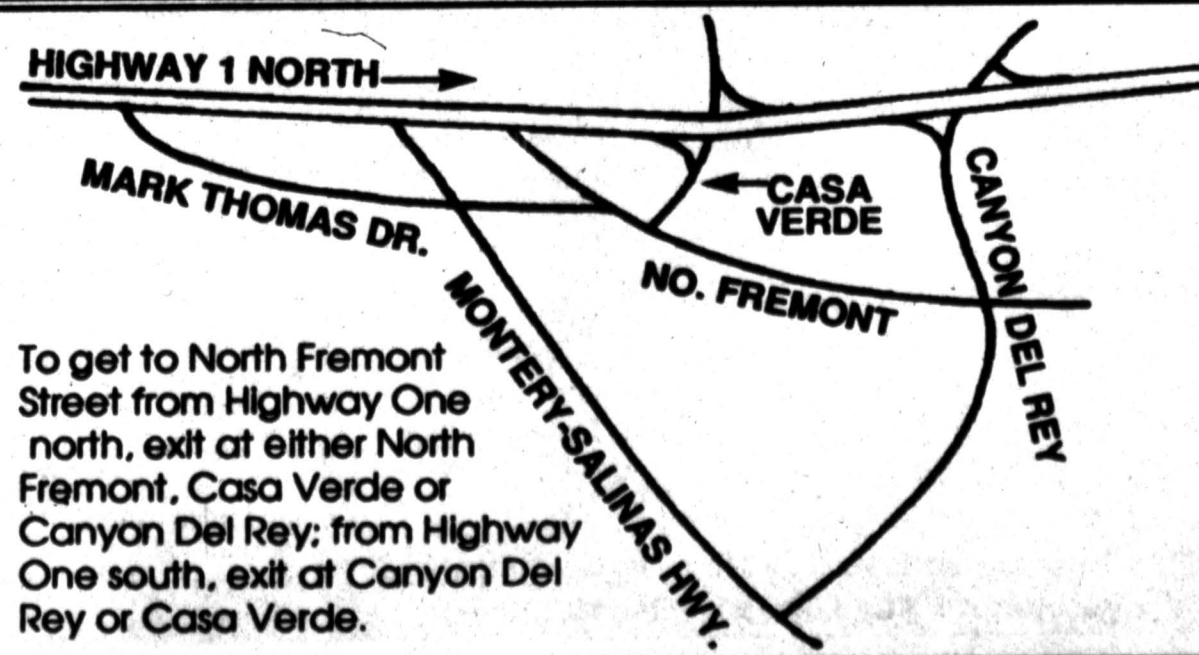 HIGHWAY 1 NORTH
MARK THOMAS DR.
CASA
VERDE
CANYON DEL REY
NO. FREMONT
MONTERY-SALINAS HWY.
To get to North Fremont
Street from Highway One
north, exit at either North
Fremont, Casa Verde or
Canyon Del Rey; from Highway
One south, exit at Canyon Del
Rey or Casa Verde.